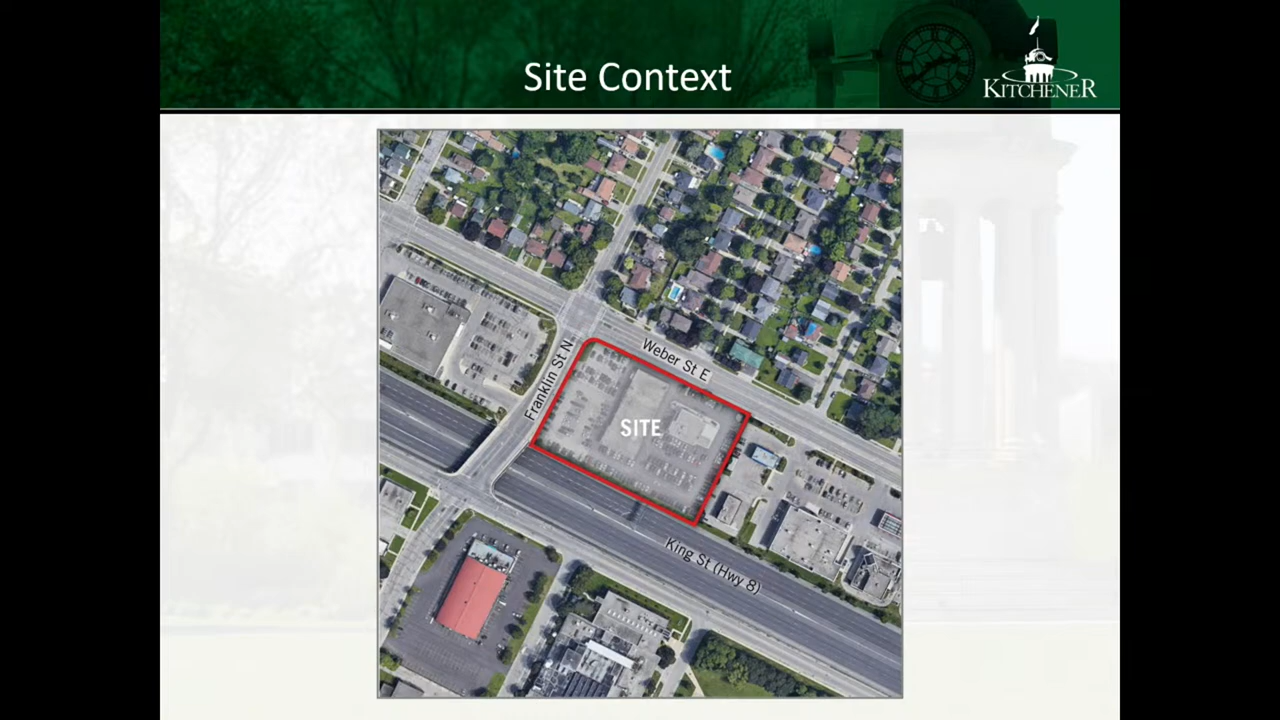 Site Context
KITCHENER
Weber St E
Franklin St N
SITE
King St (Hwy 8)